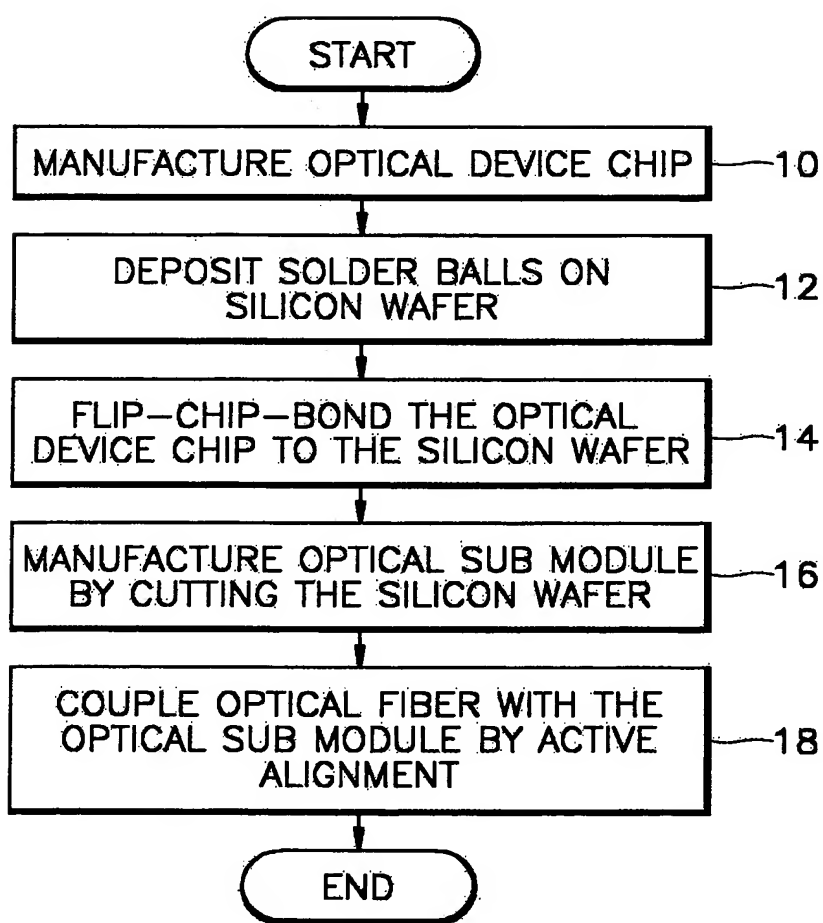 START
MANUFACTURE OPTICAL DEVICE CHIP
10
DEPOSIT SOLDER BALLS ON
SILICON WAFER
12
FLIP-CHIP-BOND THE OPTICAL
DEVICE CHIP TO THE SILICON WAFER
14
MANUFACTURE OPTICAL SUB MODULE
BY CUTTING THE SILICON WAFER
16
COUPLE OPTICAL FIBER WITH THE
OPTICAL SUB MODULE BY ACTIVE
ALIGNMENT
18
END